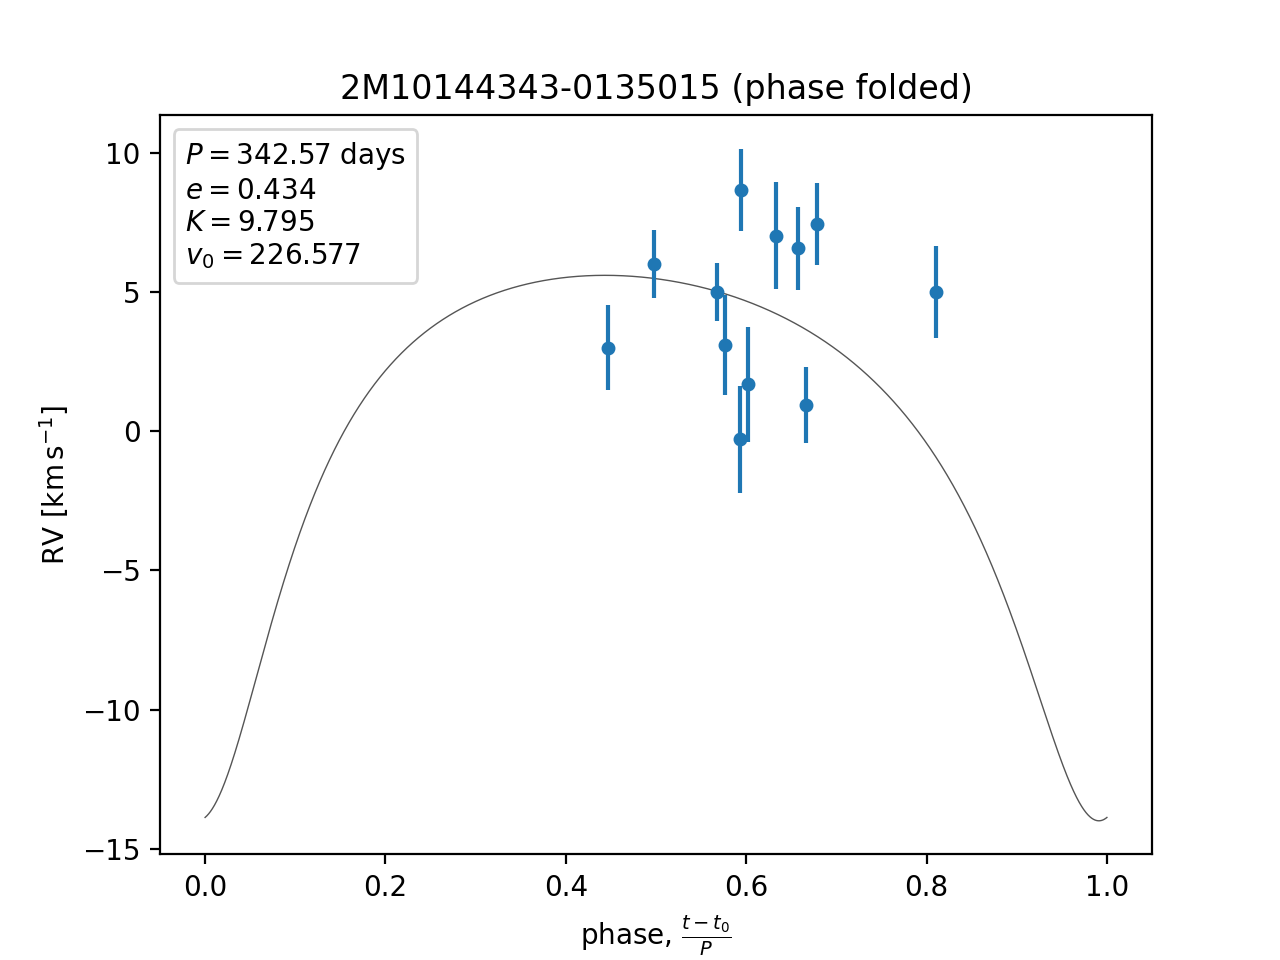 2M10144343-0135015 (phase folded)
P = 342.57 days
e = 0.434
K = 9.795
v₀ = 226.577
10
5
0
−5
−10
−15
RV [km s⁻¹]
0.0 0.2 0.4 0.6 0.8 1.0
phase, (t − t₀)/P